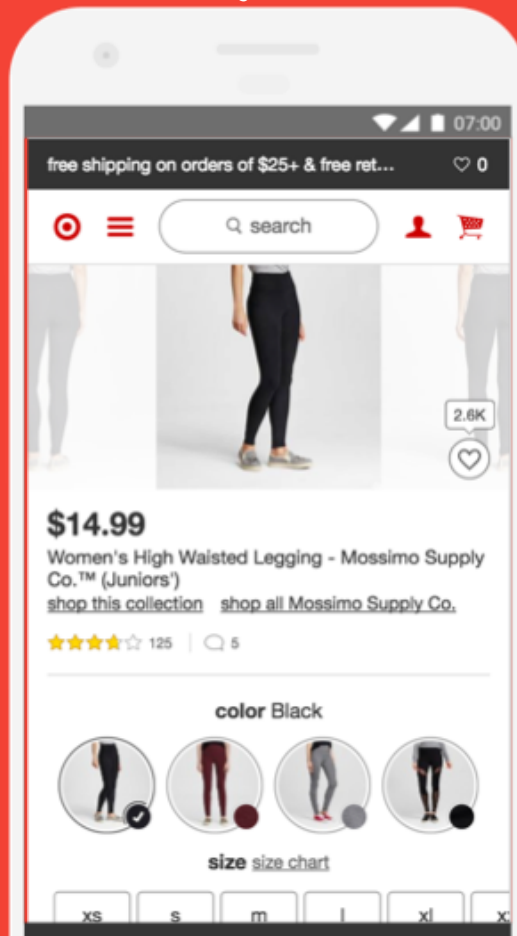 07:00
free shipping on orders of $25+ & free ret... 0
search
2.6K
$14.99
Women's High Waisted Legging - Mossimo Supply
Co.™ (Juniors')
shop this collection shop all Mossimo Supply Co.
125 5
color Black
size size chart
xs s m l xl